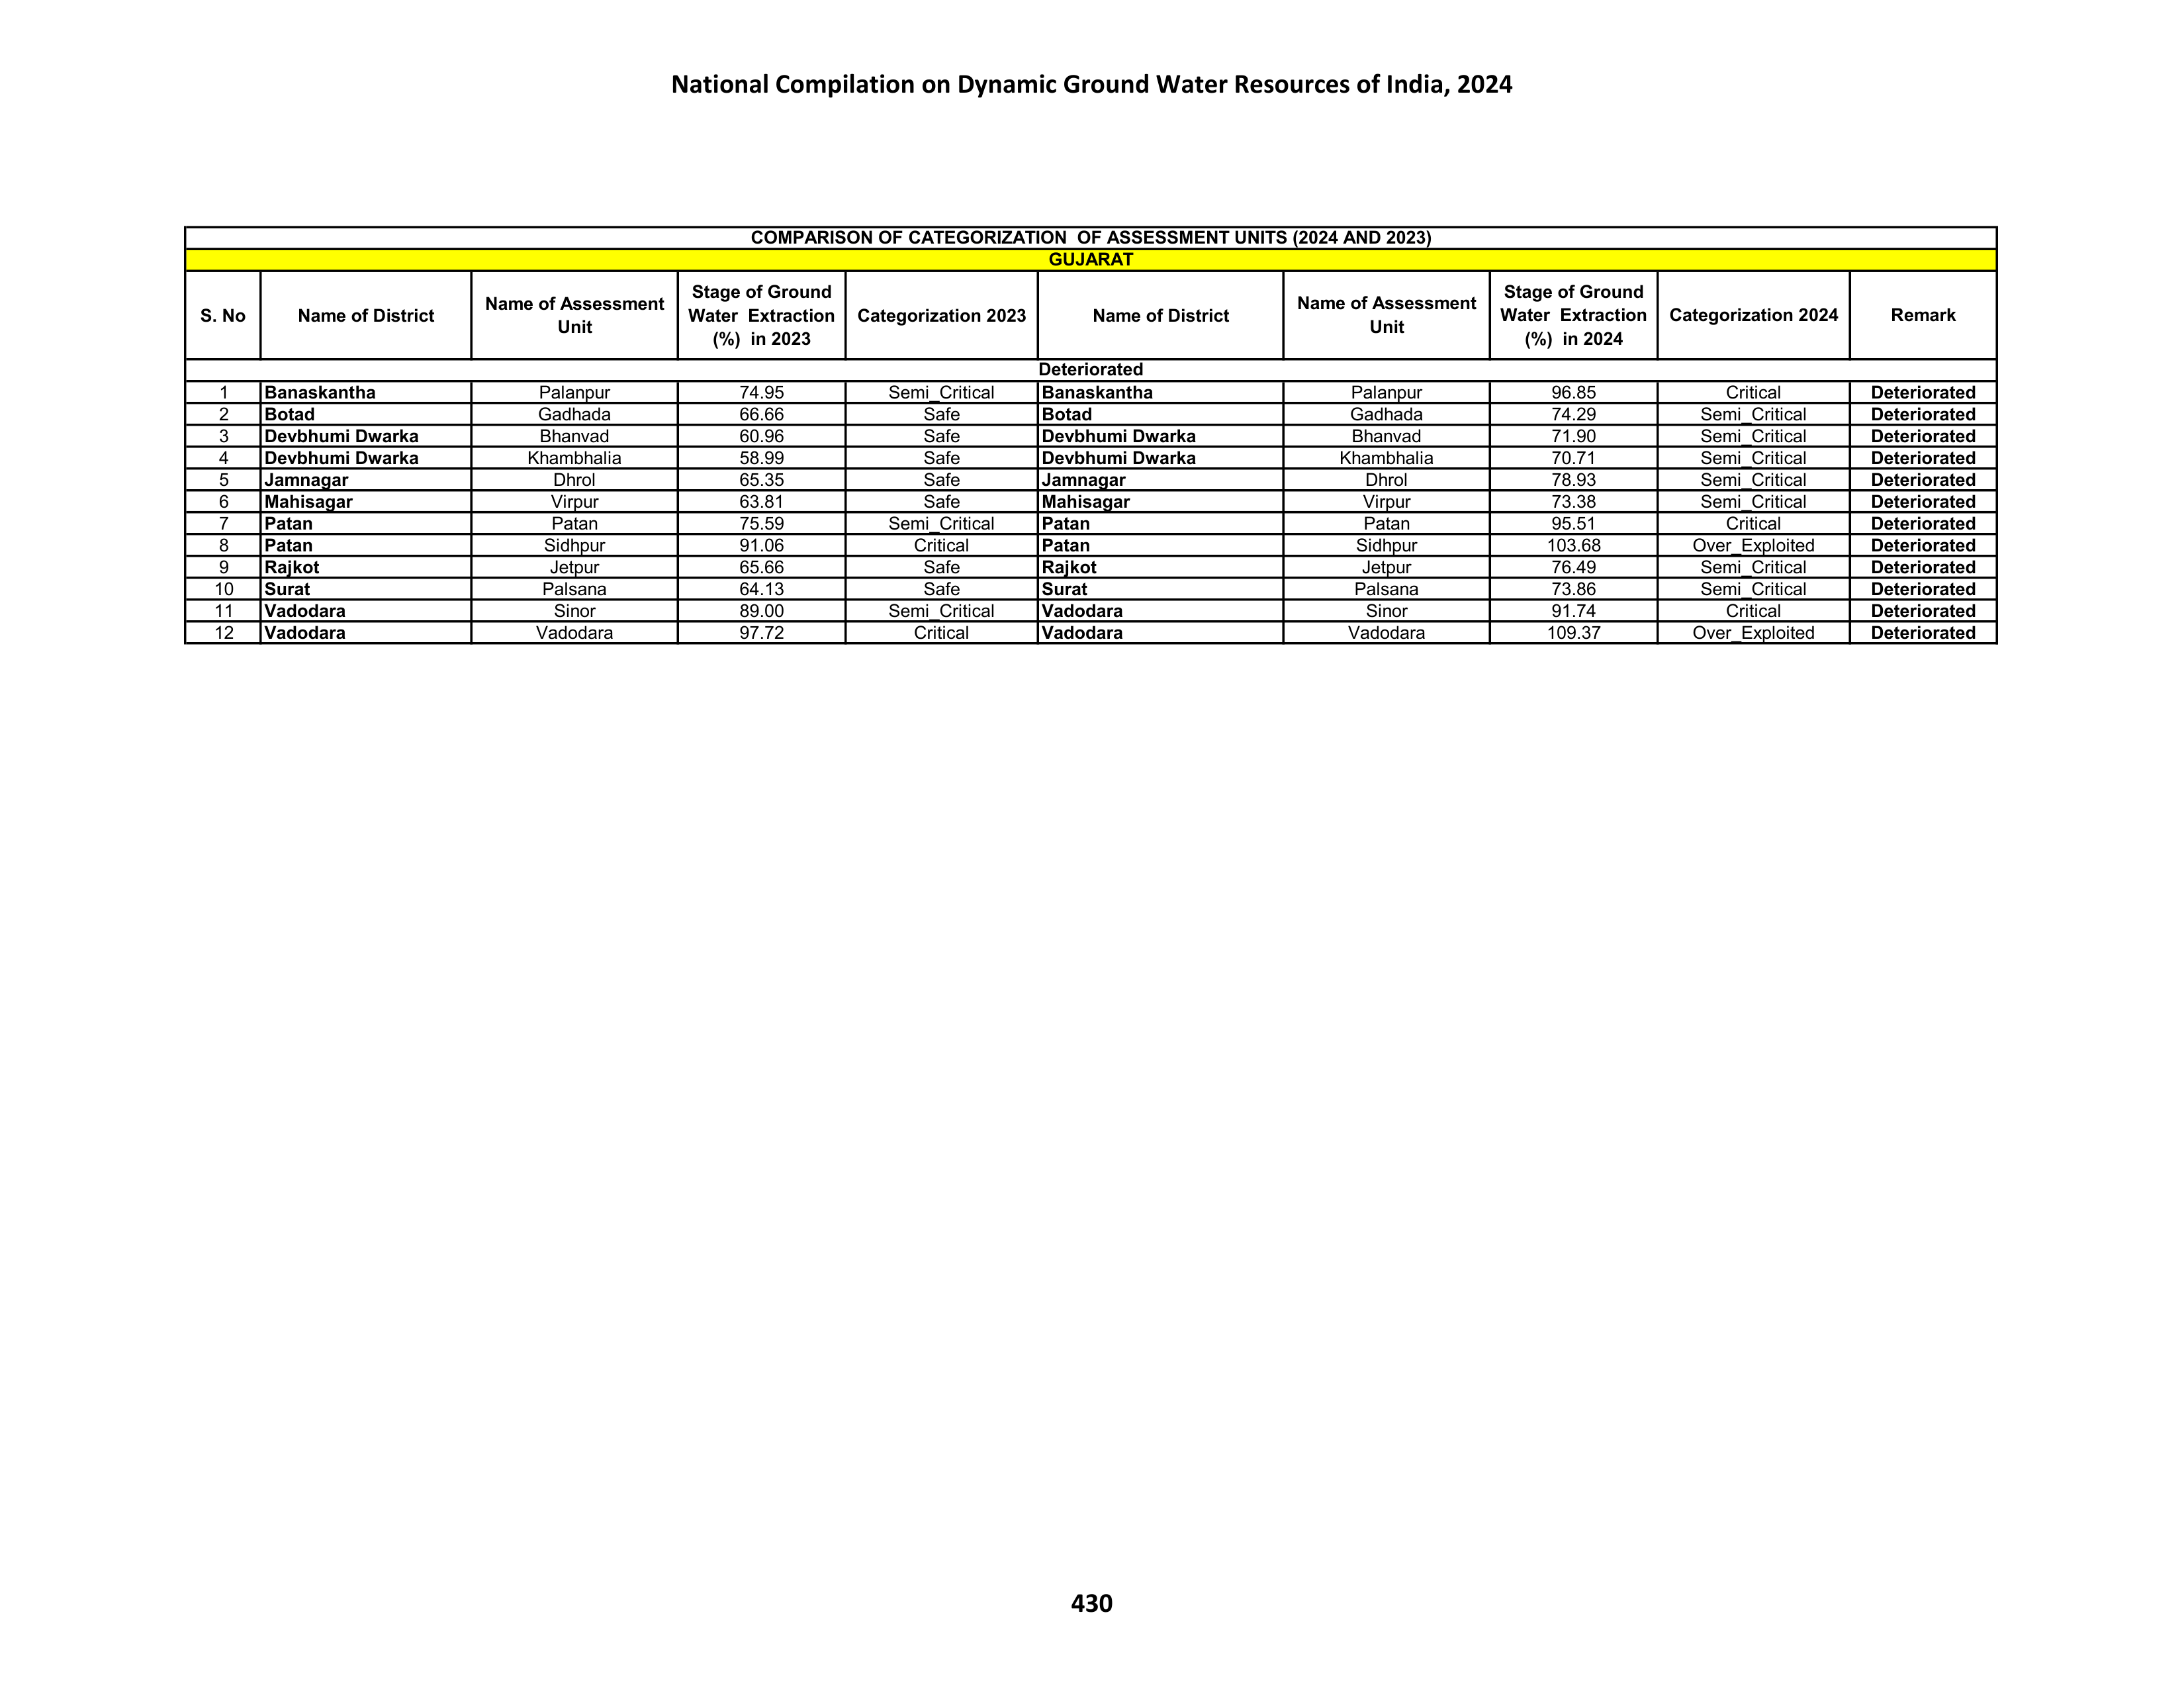 National Compilation on Dynamic Ground Water Resources of India, 2024
COMPARISON OF CATEGORIZATION OF ASSESSMENT UNITS (2024 AND 2023)
GUJARAT
S. No Name of District Name of Assessment Unit Stage of Ground Water Extraction (%) in 2023 Categorization 2023 Name of District Name of Assessment Unit Stage of Ground Water Extraction (%) in 2024 Categorization 2024 Remark
Deteriorated
1 Banaskantha Palanpur 74.95 Semi_Critical Banaskantha Palanpur 96.85 Critical Deteriorated
2 Botad Gadhada 66.66 Safe Botad Gadhada 74.29 Semi_Critical Deteriorated
3 Devbhumi Dwarka Bhanvad 60.96 Safe Devbhumi Dwarka Bhanvad 71.90 Semi_Critical Deteriorated
4 Devbhumi Dwarka Khambhalia 58.99 Safe Devbhumi Dwarka Khambhalia 70.71 Semi_Critical Deteriorated
5 Jamnagar Dhrol 65.35 Safe Jamnagar Dhrol 78.93 Semi_Critical Deteriorated
6 Mahisagar Virpur 63.81 Safe Mahisagar Virpur 73.38 Semi_Critical Deteriorated
7 Patan Patan 75.59 Semi_Critical Patan Patan 95.51 Critical Deteriorated
8 Patan Sidhpur 91.06 Critical Patan Sidhpur 103.68 Over_Exploited Deteriorated
9 Rajkot Jetpur 65.66 Safe Rajkot Jetpur 76.49 Semi_Critical Deteriorated
10 Surat Palsana 64.13 Safe Surat Palsana 73.86 Semi_Critical Deteriorated
11 Vadodara Sinor 89.00 Semi_Critical Vadodara Sinor 91.74 Critical Deteriorated
12 Vadodara Vadodara 97.72 Critical Vadodara Vadodara 109.37 Over_Exploited Deteriorated
430